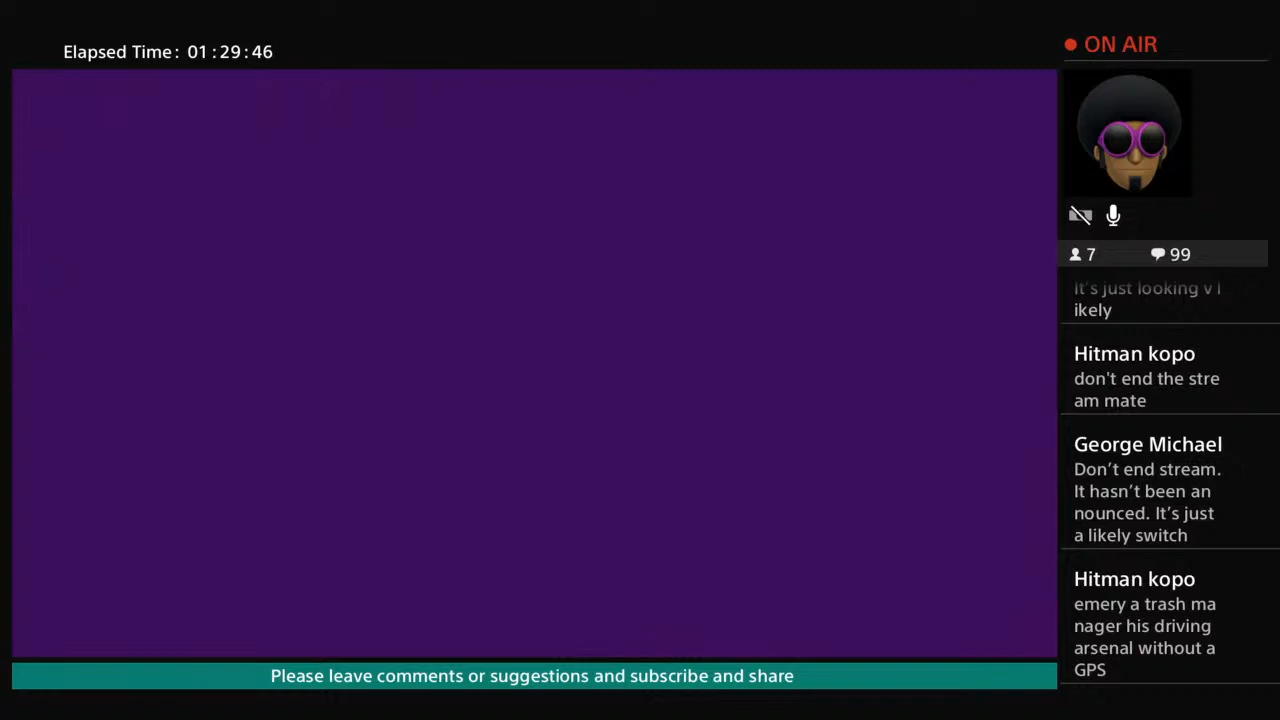 Elapsed Time: 01:29:46
ON AIR
7 99
It's just looking v l
ikely
Hitman kopo
don't end the stre
am mate
George Michael
Don’t end stream.
It hasn’t been an
nounced. It’s just
a likely switch
Hitman kopo
emery a trash ma
nager his driving
arsenal without a
GPS
Please leave comments or suggestions and subscribe and share